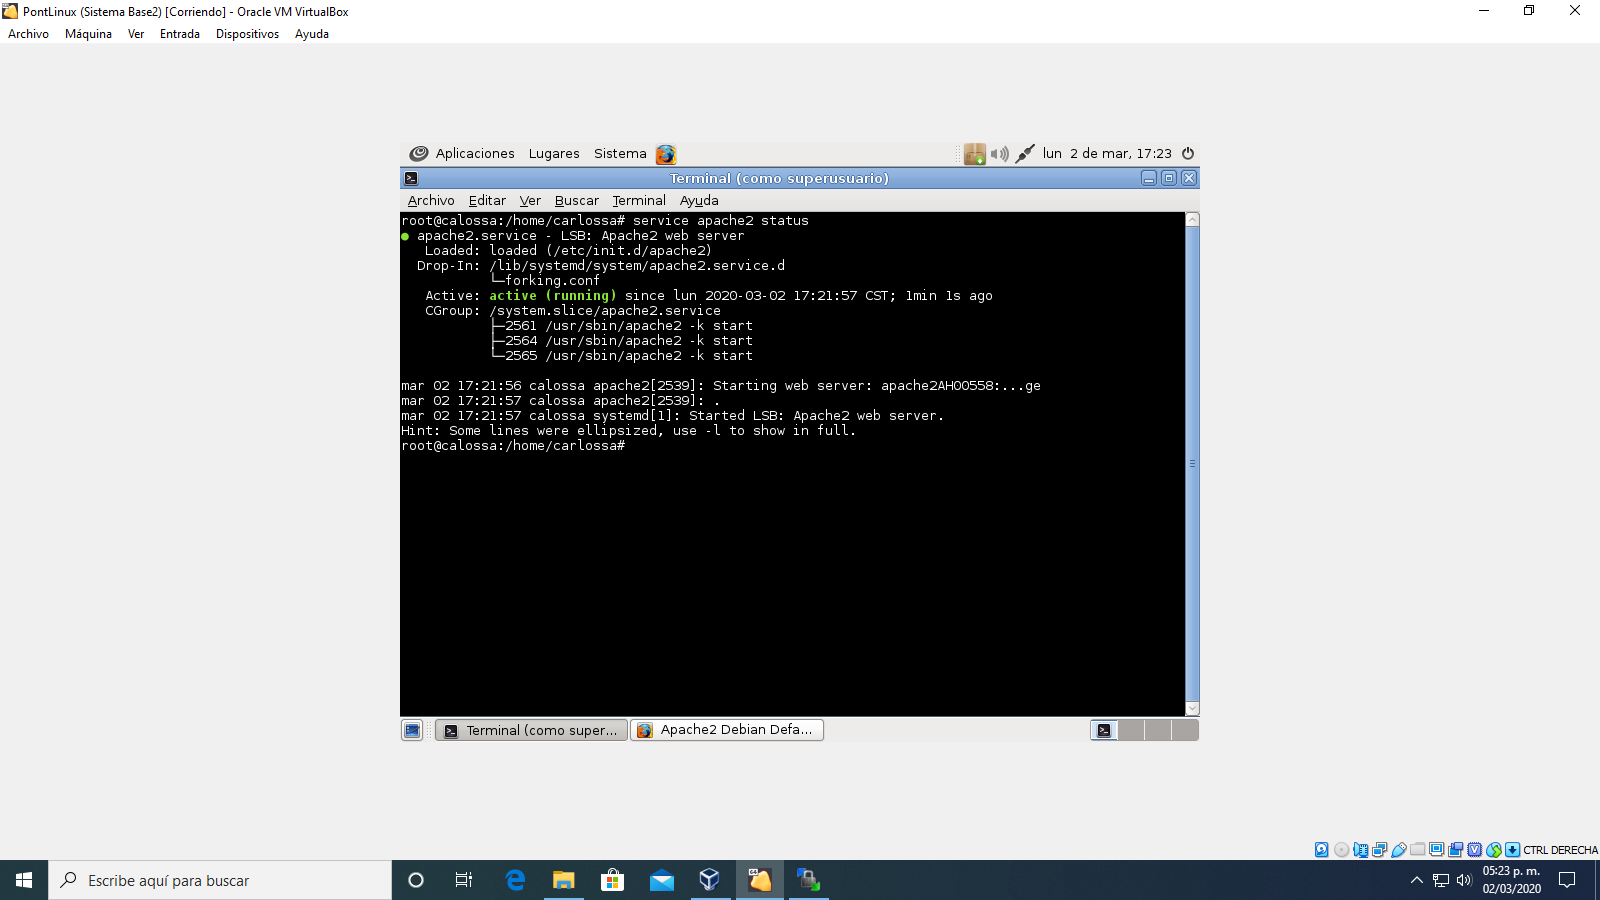 PontLinux (Sistema Base2) [Corriendo] - Oracle VM VirtualBox
Archivo Máquina Ver Entrada Dispositivos Ayuda
Aplicaciones Lugares Sistema lun 2 de mar, 17:23
Terminal (como superusuario)
Archivo Editar Ver Buscar Terminal Ayuda
root@calossa:/home/carlossa# service apache2 status
● apache2.service - LSB: Apache2 web server
Loaded: loaded (/etc/init.d/apache2)
Drop-In: /lib/systemd/system/apache2.service.d
└─forking.conf
Active: active (running) since lun 2020-03-02 17:21:57 CST; 1min 1s ago
CGroup: /system.slice/apache2.service
├─2561 /usr/sbin/apache2 -k start
├─2564 /usr/sbin/apache2 -k start
└─2565 /usr/sbin/apache2 -k start
mar 02 17:21:56 calossa apache2[2539]: Starting web server: apache2AH00558:...ge
mar 02 17:21:57 calossa apache2[2539]: .
mar 02 17:21:57 calossa systemd[1]: Started LSB: Apache2 web server.
Hint: Some lines were ellipsized, use -l to show in full.
root@calossa:/home/carlossa#
Terminal (como super... Apache2 Debian Defa...
CTRL DERECHA
Escribe aquí para buscar
05:23 p. m.
02/03/2020